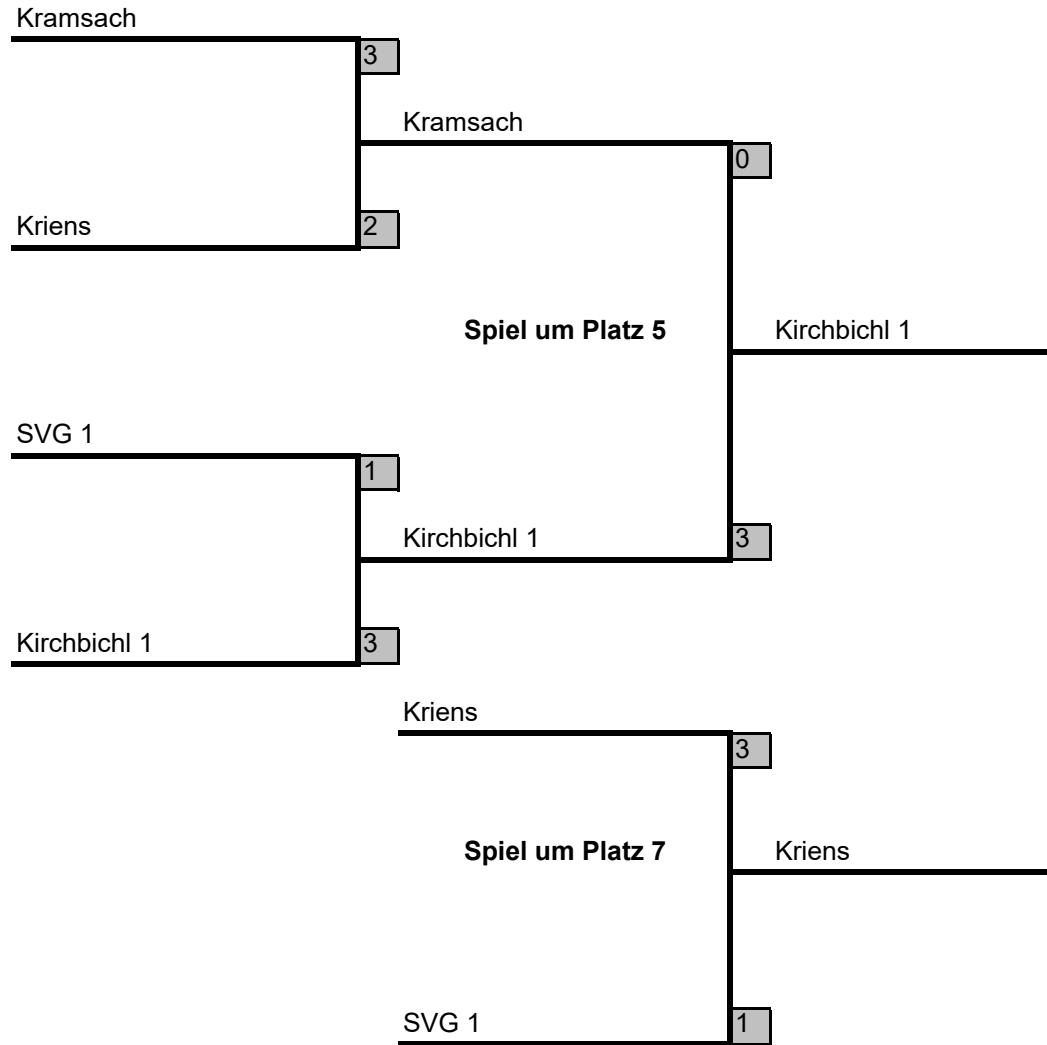 Kramsach
3
Kramsach
0
Kriens
2
Spiel um Platz 5
Kirchbichl 1
SVG 1
1
Kirchbichl 1
3
Kirchbichl 1
3
Kriens
3
Spiel um Platz 7
Kriens
SVG 1
1